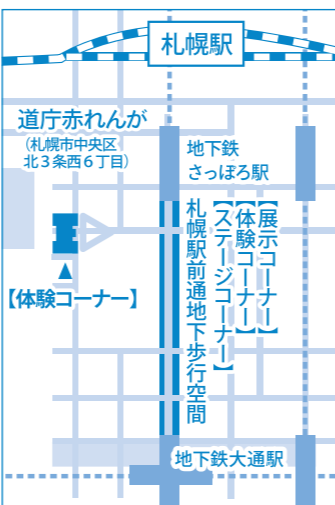 札幌駅
道庁赤れんが
（札幌市中央区
北３条西６丁目）
地下鉄
さっぽろ駅
【体験コーナー】
【展示コーナー】
【体験コーナー】
【ステージコーナー】
札幌駅前通地下歩行空間
地下鉄大通駅